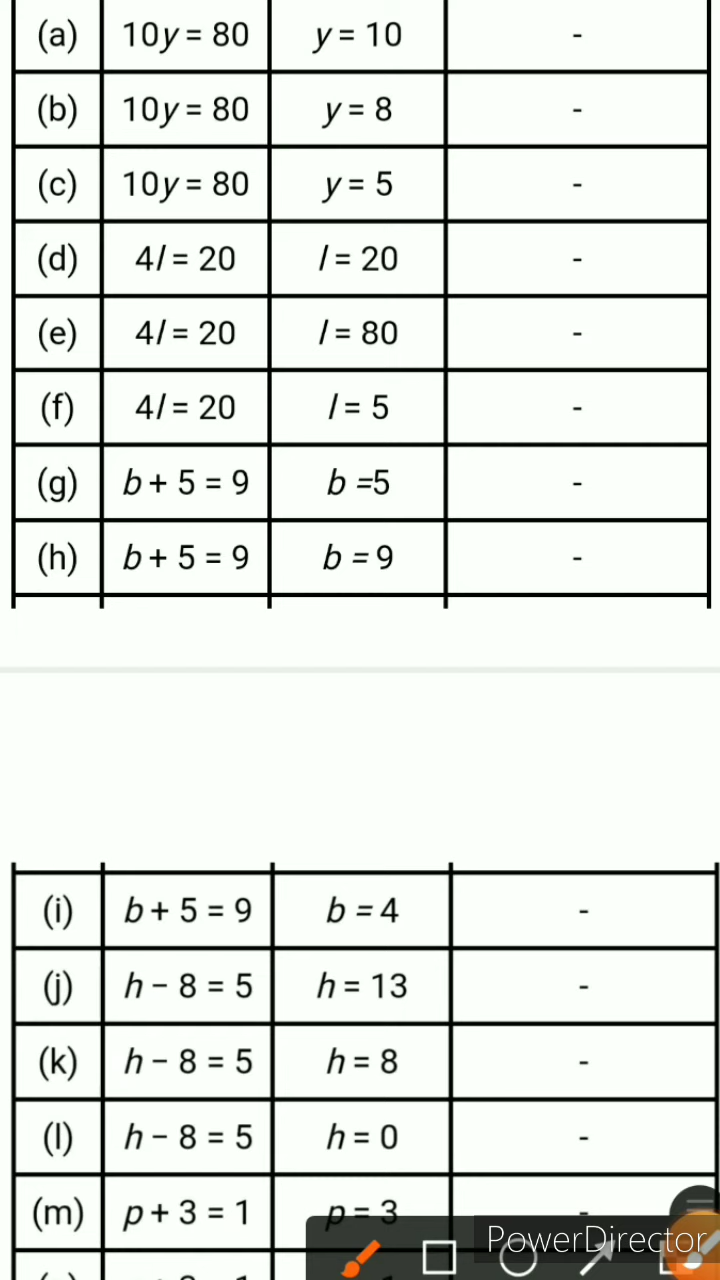 (a) 10y = 80 y = 10 -
(b) 10y = 80 y = 8 -
(c) 10y = 80 y = 5 -
(d) 4l = 20 l = 20 -
(e) 4l = 20 l = 80 -
(f) 4l = 20 l = 5 -
(g) b + 5 = 9 b =5 -
(h) b + 5 = 9 b = 9 -
(i) b + 5 = 9 b = 4 -
(j) h − 8 = 5 h = 13 -
(k) h − 8 = 5 h = 8 -
(l) h − 8 = 5 h = 0 -
(m) p + 3 = 1 p = 3 -
PowerDirector